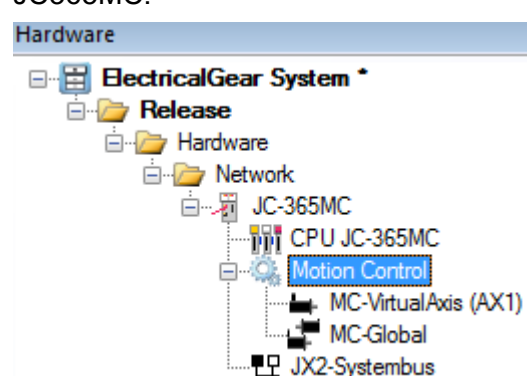 JC365MC.
Hardware
ElectricalGear System *
Release
Hardware
Network
JC-365MC
CPU JC-365MC
Motion Control
MC-VirtualAxis (AX1)
MC-Global
JX2-Systembus